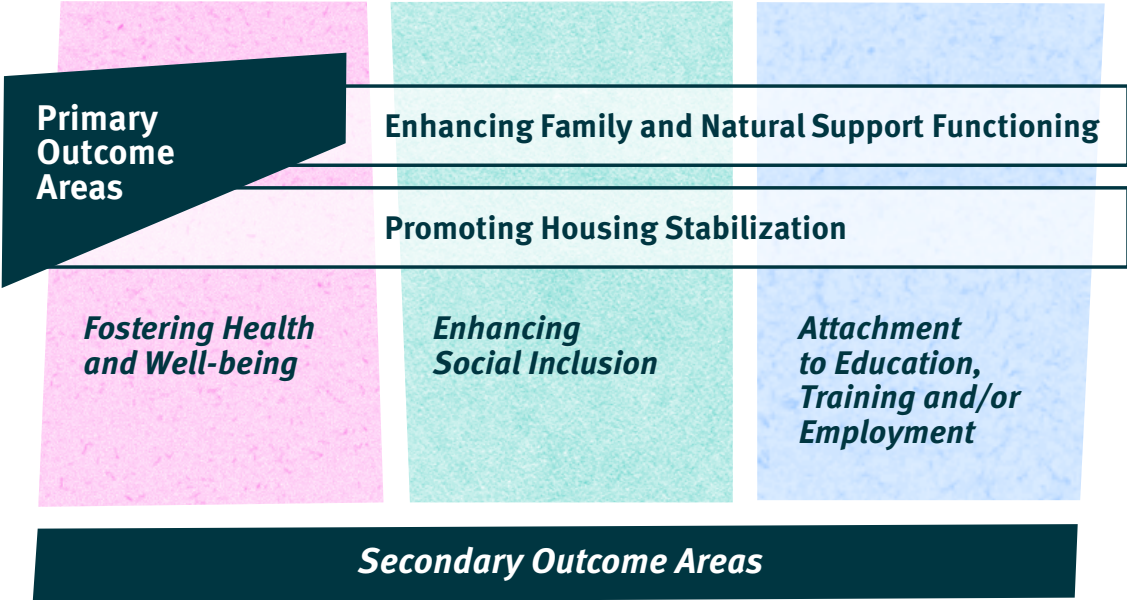 Primary
Outcome
Areas
Enhancing Family and Natural Support Functioning
Promoting Housing Stabilization
Fostering Health
and Well-being
Enhancing
Social Inclusion
Attachment
to Education,
Training and/or
Employment
Secondary Outcome Areas